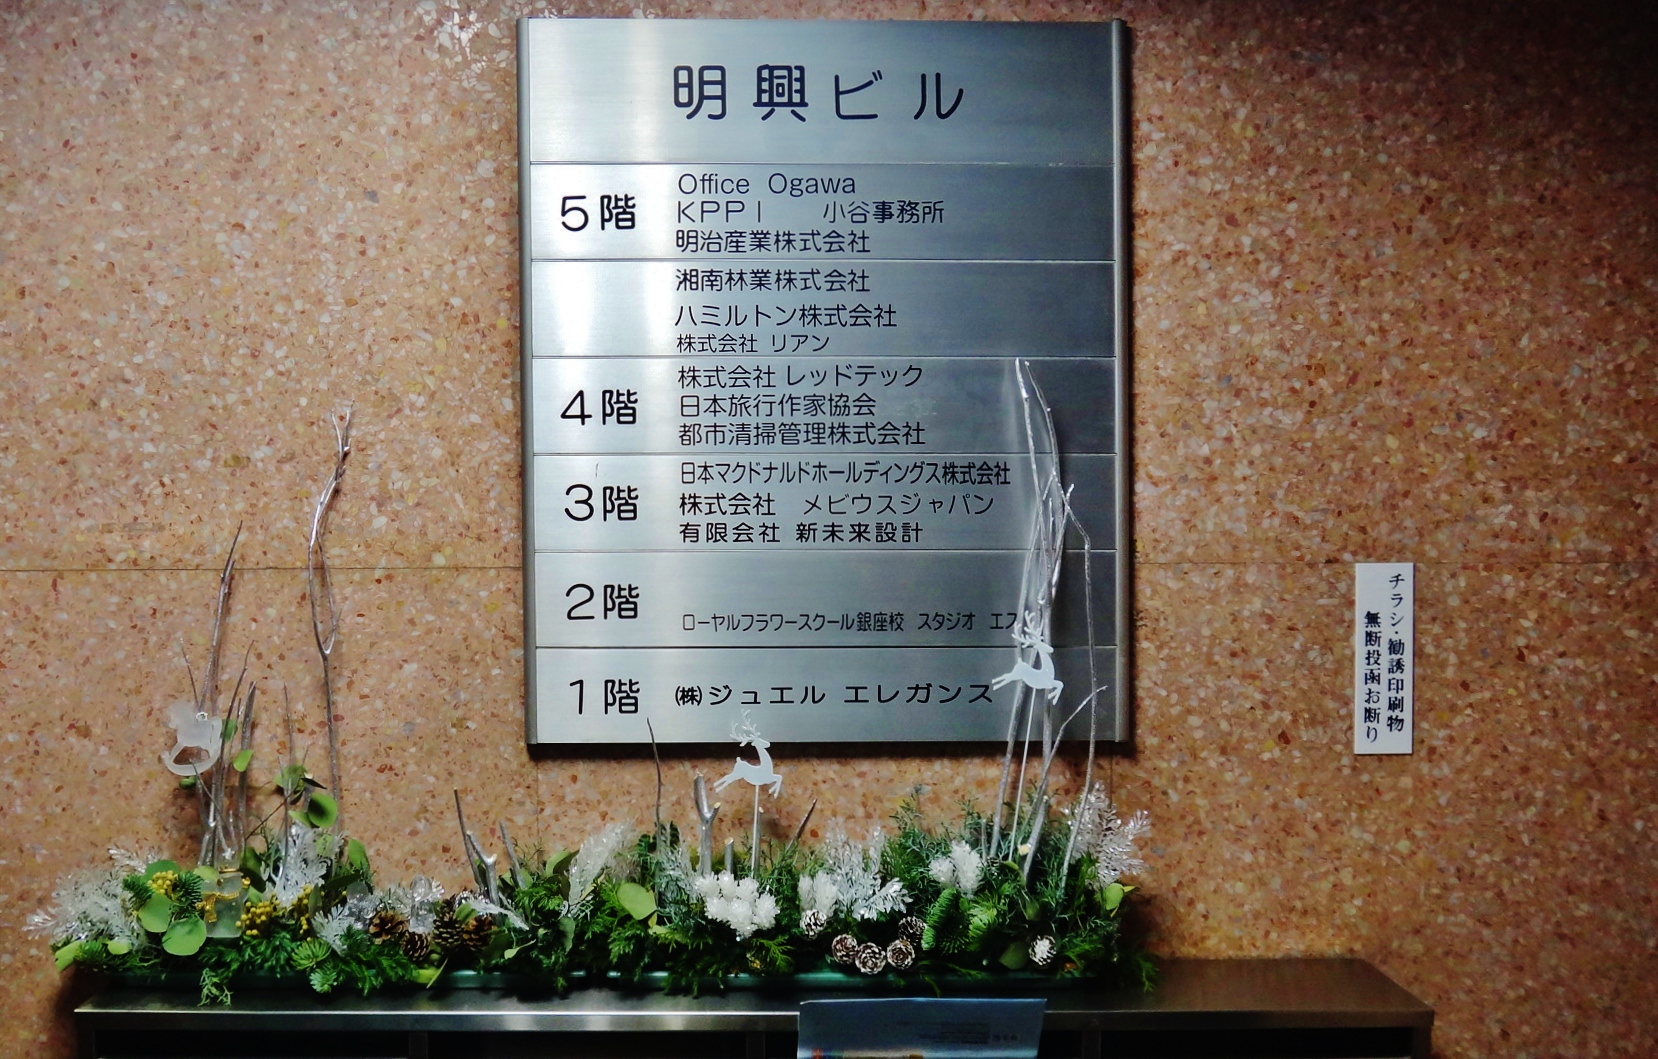 明興ビル
5階
Office Ogawa
KPPI 小谷事務所
明治産業株式会社
湘南林業株式会社
ハミルトン株式会社
株式会社 リアン
4階
株式会社 レッドテック
日本旅行作家協会
都市清掃管理株式会社
3階
日本マクドナルドホールディングス株式会社
株式会社 メビウスジャパン
有限会社 新未来設計
2階
ローヤルフラワースクール銀座校 スタジオ
1階
㈱ジュエル エレガンス
チラシ・勧誘印刷物
無断投函お断り